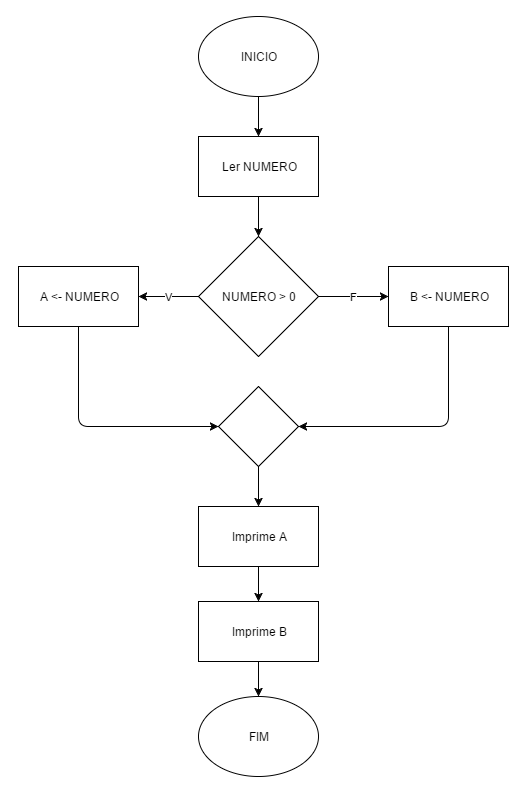 INICIO
Ler NUMERO
NUMERO > 0
V
F
A <- NUMERO
B <- NUMERO
Imprime A
Imprime B
FIM